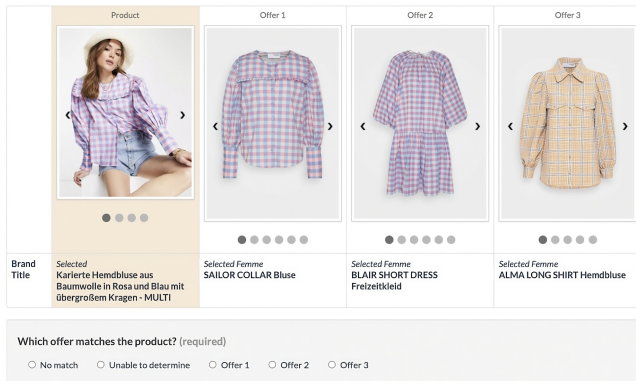 Product
Offer 1
Offer 2
Offer 3
Brand
Title
Selected
Karierte Hemdbluse aus
Baumwolle in Rosa und Blau mit
übergroßem Kragen - MULTI
Selected Femme
SAILOR COLLAR Bluse
Selected Femme
BLAIR SHORT DRESS
Freizeitkleid
Selected Femme
ALMA LONG SHIRT Hemdbluse
Which offer matches the product? (required)
No match
Unable to determine
Offer 1
Offer 2
Offer 3